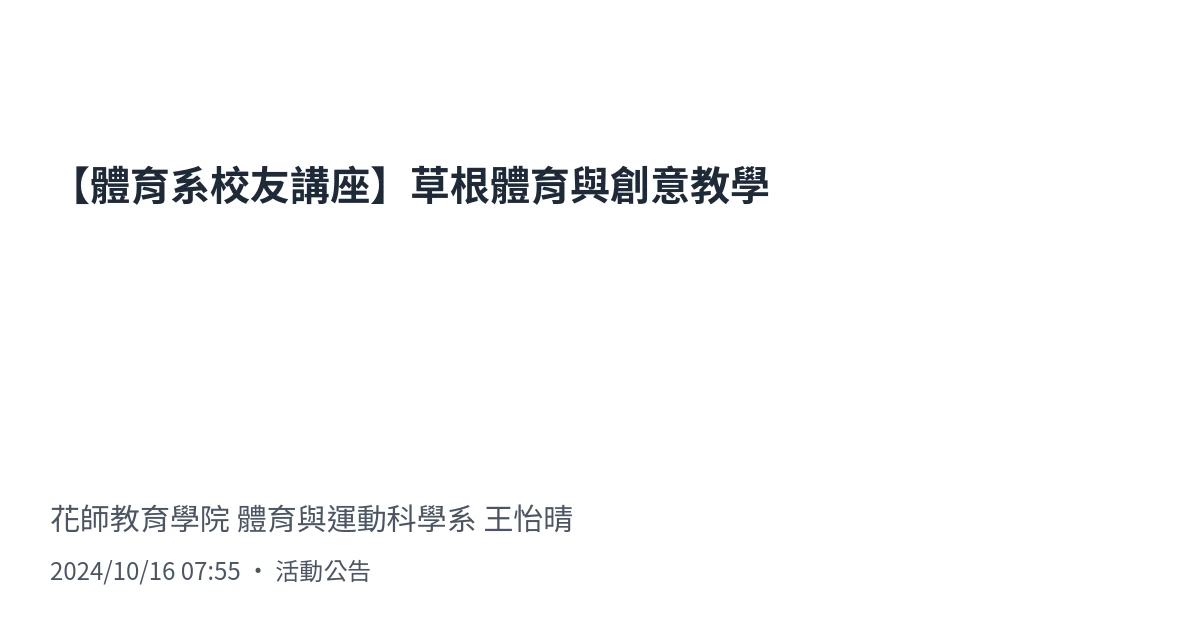 【體育系校友講座】草根體育與創意教學
花師教育學院 體育與運動科學系 王怡晴
2024/10/16 07:55 • 活動公告